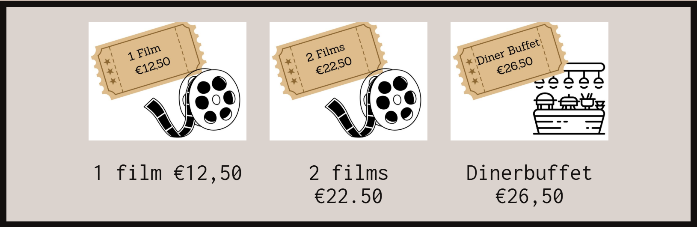 1 Film
€12,50
2 Films
€22,50
Diner Buffet
€26,50
1 film €12,50
2 films
€22.50
Dinerbuffet
€26,50